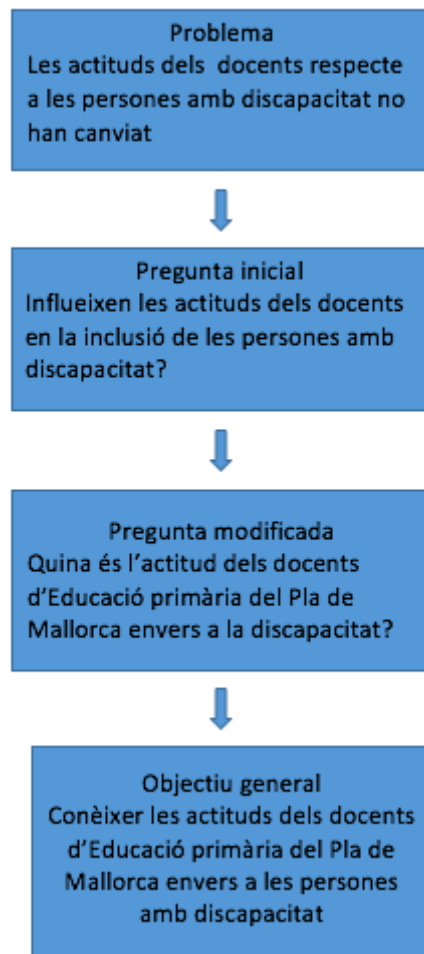 Problema
Les actituds dels docents respecte
a les persones amb discapacitat no
han canviat
Pregunta inicial
Influeixen les actituds dels docents
en la inclusió de les persones amb
discapacitat?
Pregunta modificada
Quina és l’actitud dels docents
d’Educació primària del Pla de
Mallorca envers a la discapacitat?
Objectiu general
Conèixer les actituds dels docents
d’Educació primària del Pla de
Mallorca envers a les persones
amb discapacitat